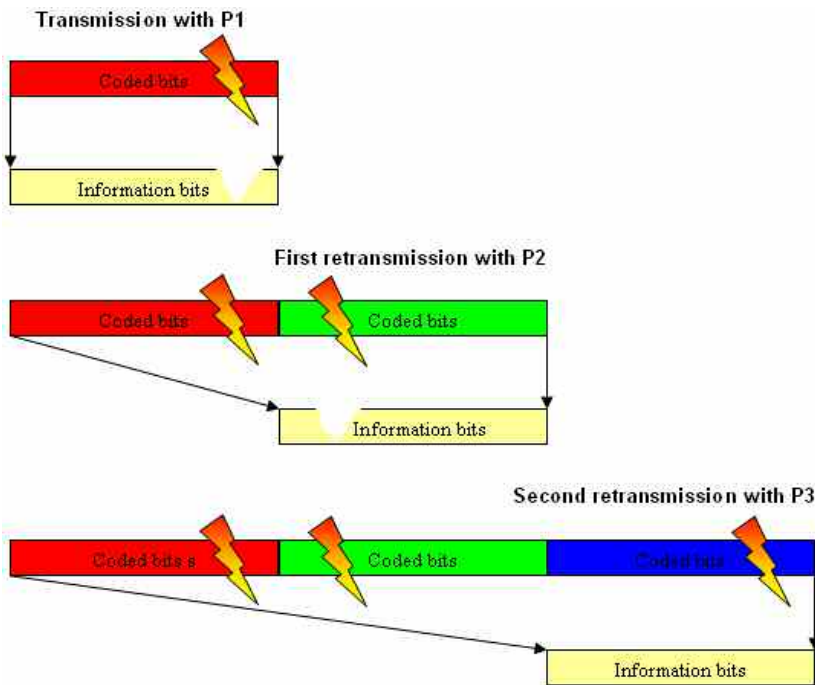 Transmission with P1
Coded bits
Information bits
First retransmission with P2
Coded bits Coded bits
Information bits
Second retransmission with P3
Coded bits s Coded bits Coded bits
Information bits